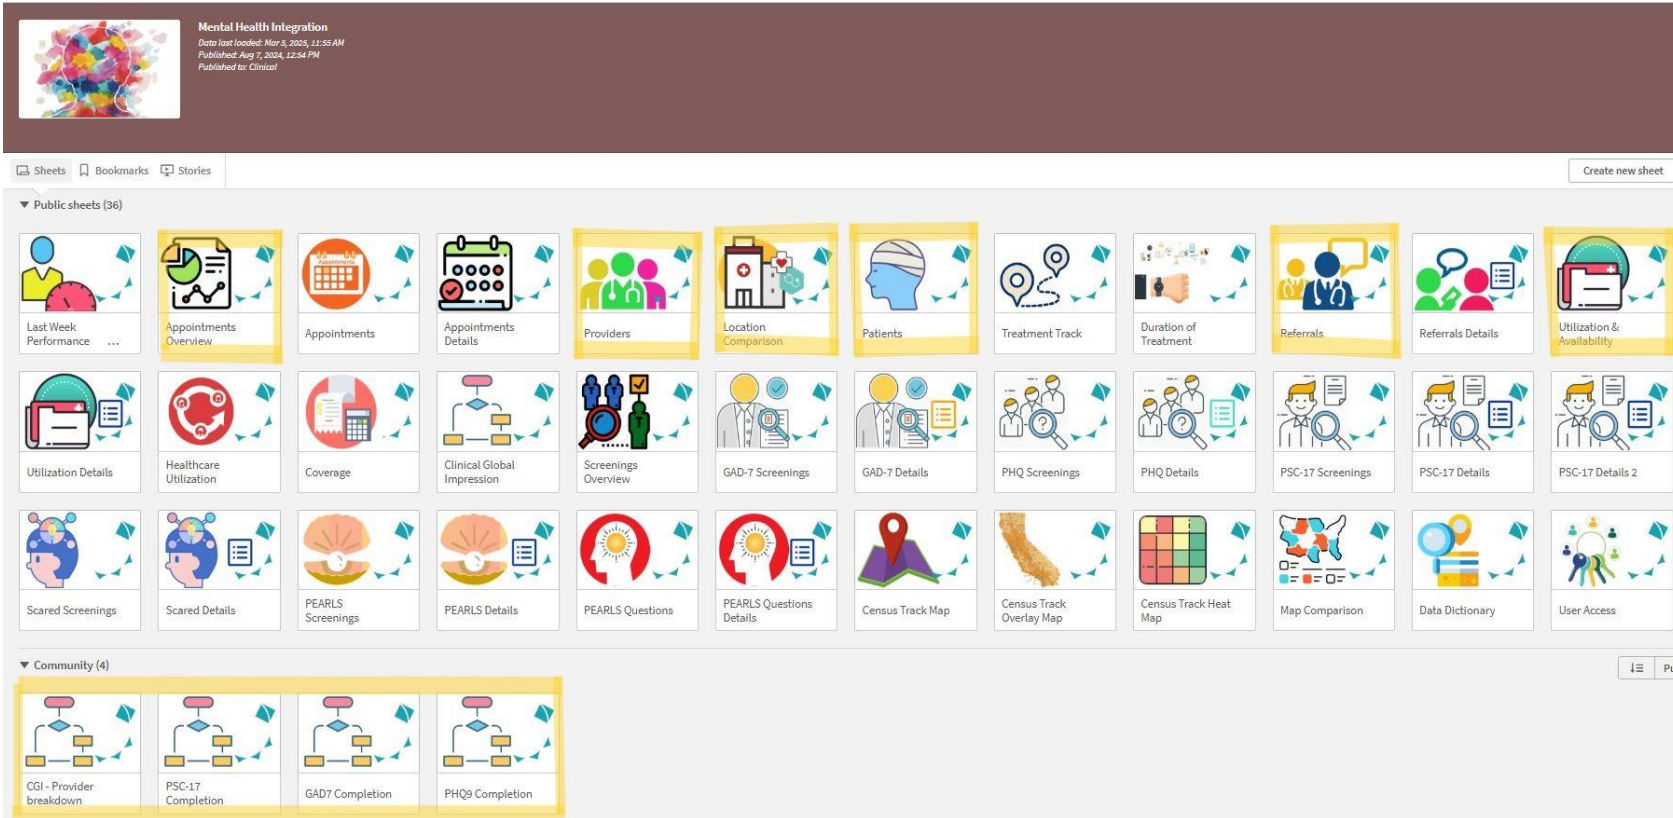 Mental Health Integration
Data last loaded: Mar 3, 2025, 11:55 AM
Published: Aug 7, 2024, 12:54 PM
Published to: Clinical
Sheets
Bookmarks
Stories
Create new sheet
Public sheets (36)
Last Week
Performance ...
Appointments
Overview
Appointments
Appointments
Appointments
Details
Providers
Location
Comparison
Patients
Treatment Track
Duration of
Treatment
Referrals
Referrals Details
Utilization &
Availability
Utilization Details
Healthcare
Utilization
Coverage
Clinical Global
Impression
Screenings
Overview
GAD-7 Screenings
GAD-7 Details
PHQ Screenings
PHQ Details
PSC-17 Screenings
PSC-17 Details
PSC-17 Details 2
Scared Screenings
Scared Details
PEARLS
Screenings
PEARLS Details
PEARLS Questions
PEARLS Questions
Details
Census Track Map
Census Track
Overlay Map
Census Track Heat
Map
Map Comparison
Data Dictionary
User Access
Community (4)
Pu
CGI - Provider
breakdown
PSC-17
Completion
GAD7 Completion
PHQ9 Completion